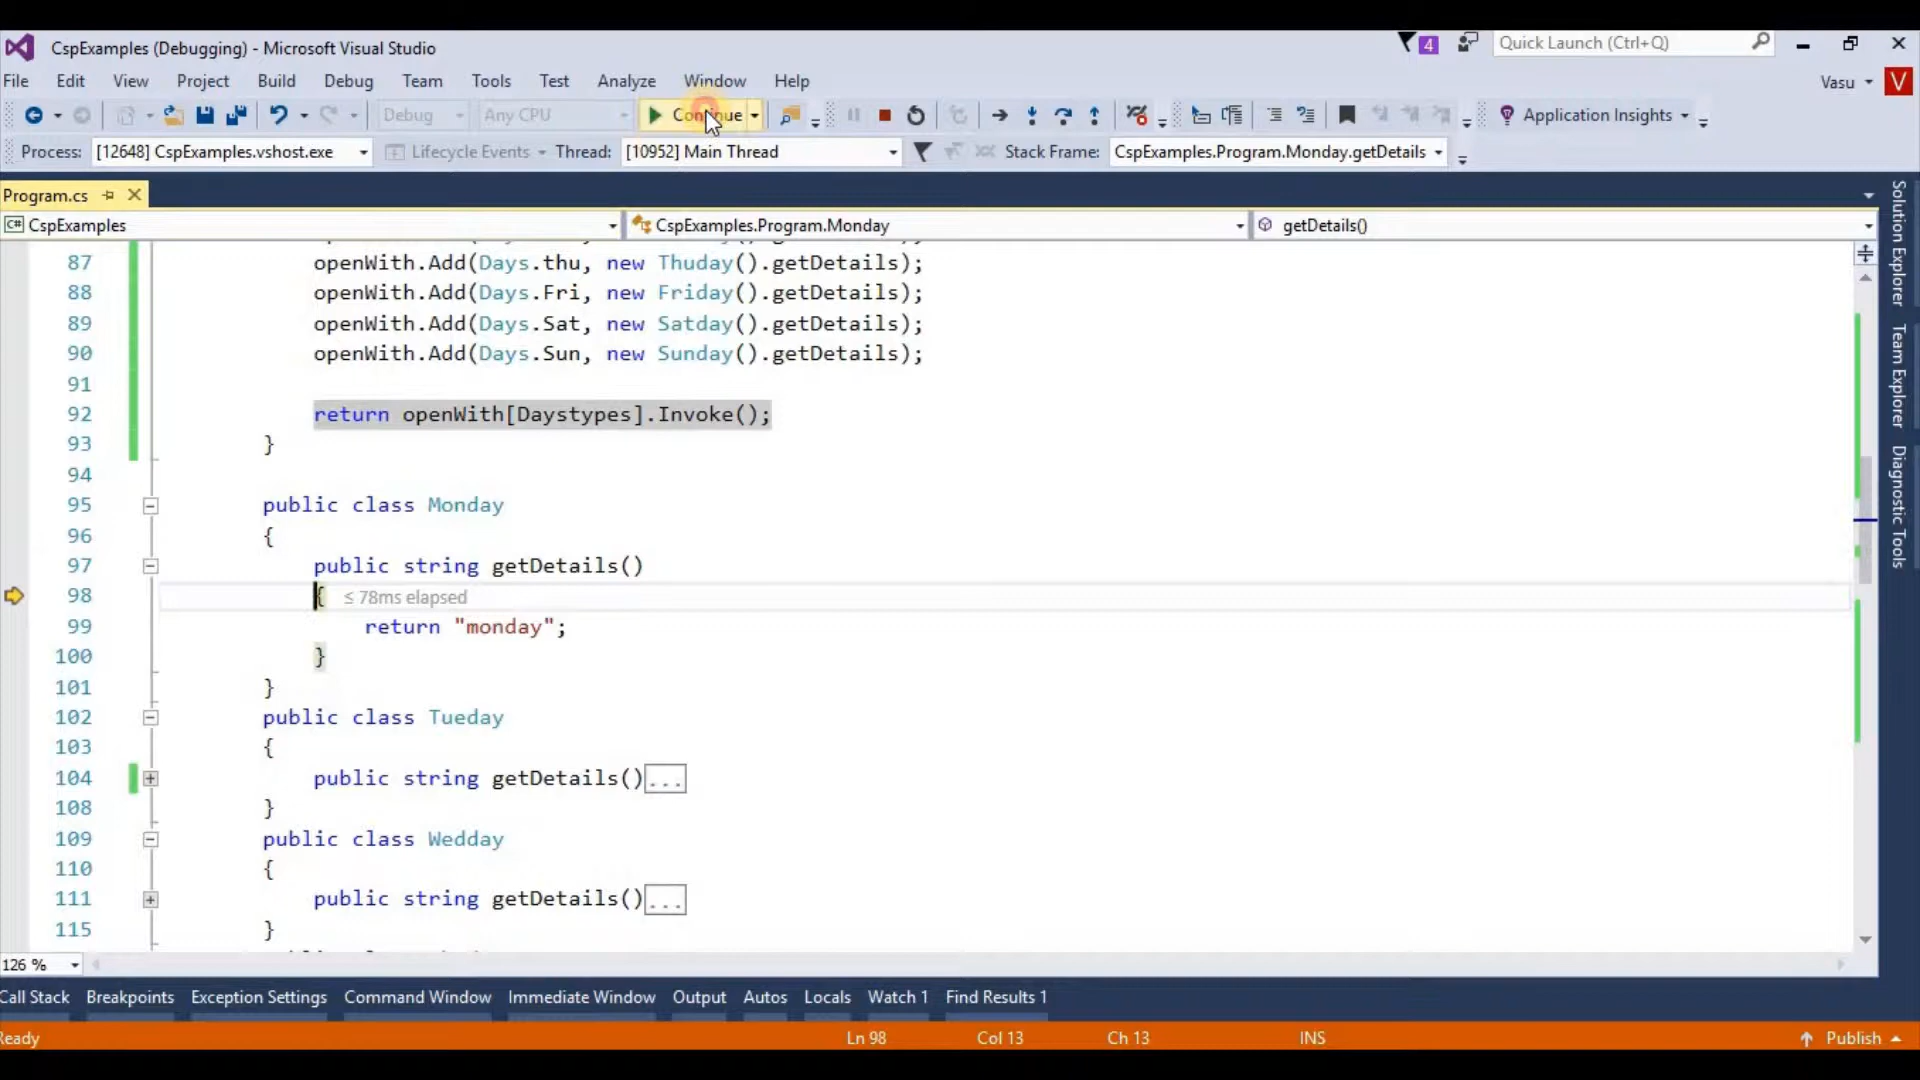 CspExamples (Debugging) - Microsoft Visual Studio
4
Quick Launch (Ctrl+Q)
File Edit View Project Build Debug Team Tools Test Analyze Window Help
Vasu V
Debug Any CPU Continue Application Insights
Process: [12648] CspExamples.vshost.exe Lifecycle Events Thread: [10952] Main Thread Stack Frame: CspExamples.Program.Monday.getDetails
Program.cs
C# CspExamples CspExamples.Program.Monday getDetails()
87 openWith.Add(Days.thu, new Thuday().getDetails);
88 openWith.Add(Days.Fri, new Friday().getDetails);
89 openWith.Add(Days.Sat, new Satday().getDetails);
90 openWith.Add(Days.Sun, new Sunday().getDetails);
91
92 return openWith[Daystypes].Invoke();
93 }
94
95 public class Monday
96 {
97 public string getDetails()
98 { ≤ 78ms elapsed
99 return "monday";
100 }
101 }
102 public class Tueday
103 {
104 public string getDetails()...
108 }
109 public class Wedday
110 {
111 public string getDetails()...
115 }
Solution Explorer
Team Explorer
Diagnostic Tools
126 %
Call Stack Breakpoints Exception Settings Command Window Immediate Window Output Autos Locals Watch 1 Find Results 1
Ready Ln 98 Col 13 Ch 13 INS Publish